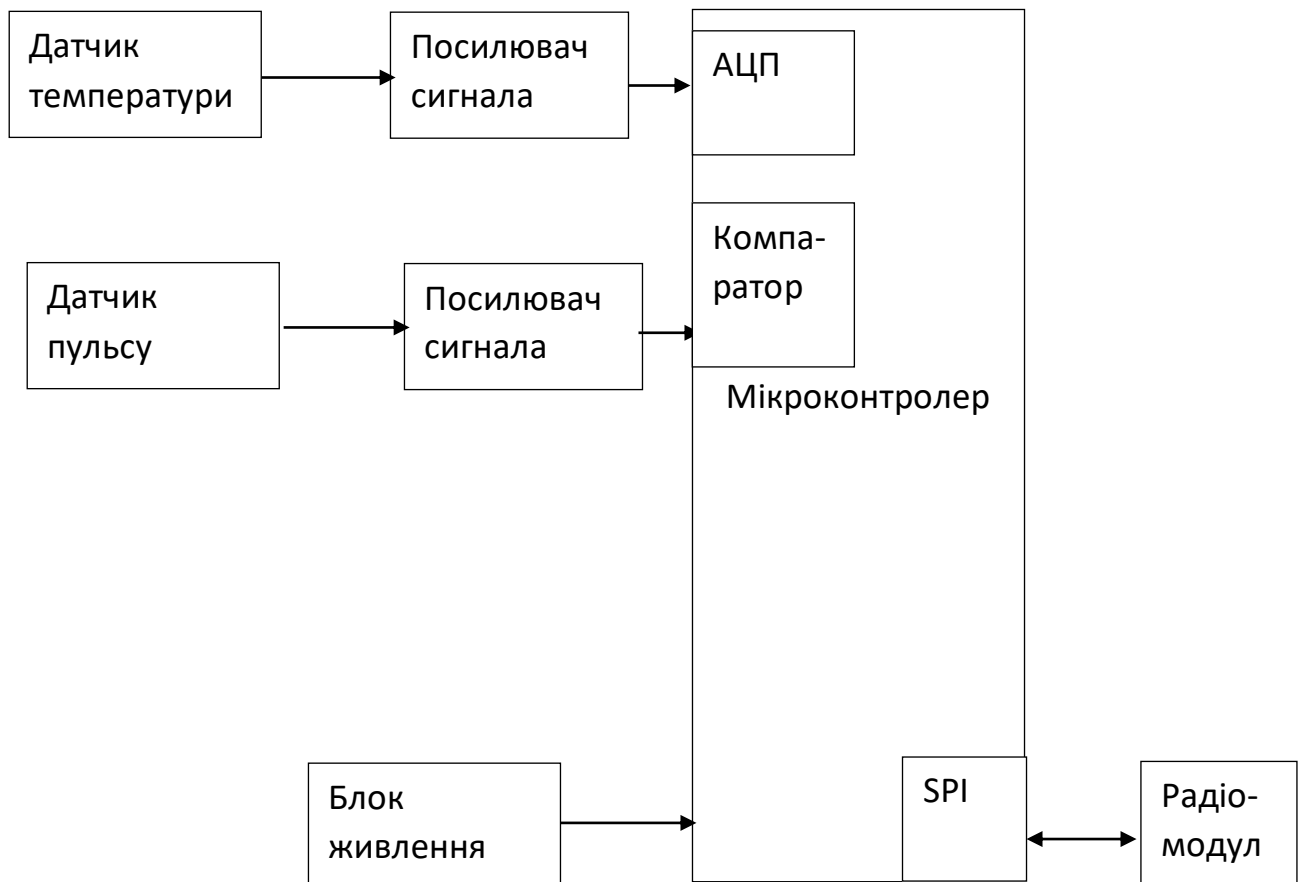 Датчик
температури
Посилювач
сигнала
АЦП
Компа-
ратор
Датчик
пульсу
Посилювач
сигнала
Мікроконтролер
Блок
живлення
SPI
Радіо-
модул